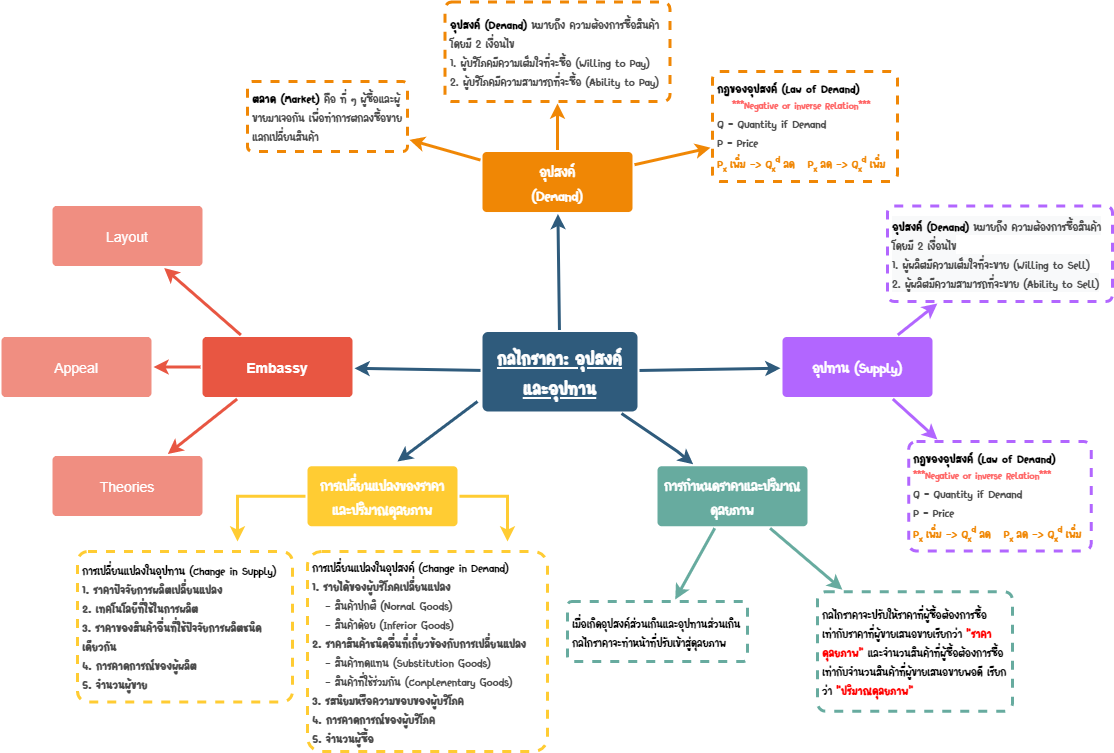 อุปสงค์ (Demand) หมายถึง ความต้องการซื้อสินค้า
โดยมี 2 เงื่อนไข
1. ผู้บริโภคมีความเต็มใจที่จะซื้อ (Willing to Pay)
2. ผู้บริโภคมีความสามารถที่จะซื้อ (Ability to Pay)
ตลาด (Market) คือ ที่ ๆ ผู้ซื้อและผู้
ขายมาเจอกัน เพื่อทำการตกลงซื้อขาย
แลกเปลี่ยนสินค้า
กฎของอุปสงค์ (Law of Demand)
***Negative or inverse Relation***
Q - Quantity if Demand
P - Price
Px เพิ่ม -> Qx^d ลด Px ลด -> Qx^d เพิ่ม
อุปสงค์
(Demand)
อุปสงค์ (Demand) หมายถึง ความต้องการซื้อสินค้า
โดยมี 2 เงื่อนไข
1. ผู้ผลิตมีความเต็มใจที่จะขาย (Willing to Sell)
2. ผู้ผลิตมีความสามารถที่จะขาย (Ability to Sell)
Layout
Appeal
Embassy
Theories
กลไกราคา: อุปสงค์
และอุปทาน
อุปทาน (Supply)
กฎของอุปสงค์ (Law of Demand)
***Negative or inverse Relation***
Q - Quantity if Demand
P - Price
Px เพิ่ม -> Qx^d ลด Px ลด -> Qx^d เพิ่ม
การเปลี่ยนแปลงของราคา
และปริมาณดุลยภาพ
การกำหนดราคาและปริมาณ
ดุลยภาพ
การเปลี่ยนแปลงในอุปทาน (Change in Supply)
1. ราคาปัจจัยการผลิตเปลี่ยนแปลง
2. เทคโนโลยีที่ใช้ในการผลิต
3. ราคาของสินค้าอื่นที่ใช้ปัจจัยการผลิตชนิด
เดียวกัน
4. การคาดการณ์ของผู้ผลิต
5. จำนวนผู้ขาย
การเปลี่ยนแปลงในอุปสงค์ (Change in Demand)
1. รายได้ของผู้บริโภคเปลี่ยนแปลง
- สินค้าปกติ (Normal Goods)
- สินค้าด้อย (Inferior Goods)
2. ราคาสินค้าชนิดอื่นที่เกี่ยวข้องกับการเปลี่ยนแปลง
- สินค้าทดแทน (Substitution Goods)
- สินค้าที่ใช้ร่วมกัน (Complementary Goods)
3. รสนิยมหรือความชอบของผู้บริโภค
4. การคาดการณ์ของผู้บริโภค
5. จำนวนผู้ซื้อ
เมื่อเกิดอุปสงค์ส่วนเกินและอุปทานส่วนเกิน
กลไกราคาจะทำหน้าที่ปรับเข้าสู่ดุลยภาพ
กลไกราคาจะปรับให้ราคาที่ผู้ซื้อต้องการซื้อ
เท่ากับราคาที่ผู้ขายเสนอขายเรียกว่า "ราคา
ดุลยภาพ" และจำนวนสินค้าที่ผู้ซื้อต้องการซื้อ
เท่ากับจำนวนสินค้าที่ผู้ขายเสนอขายพอดี เรียก
ว่า "ปริมาณดุลยภาพ"